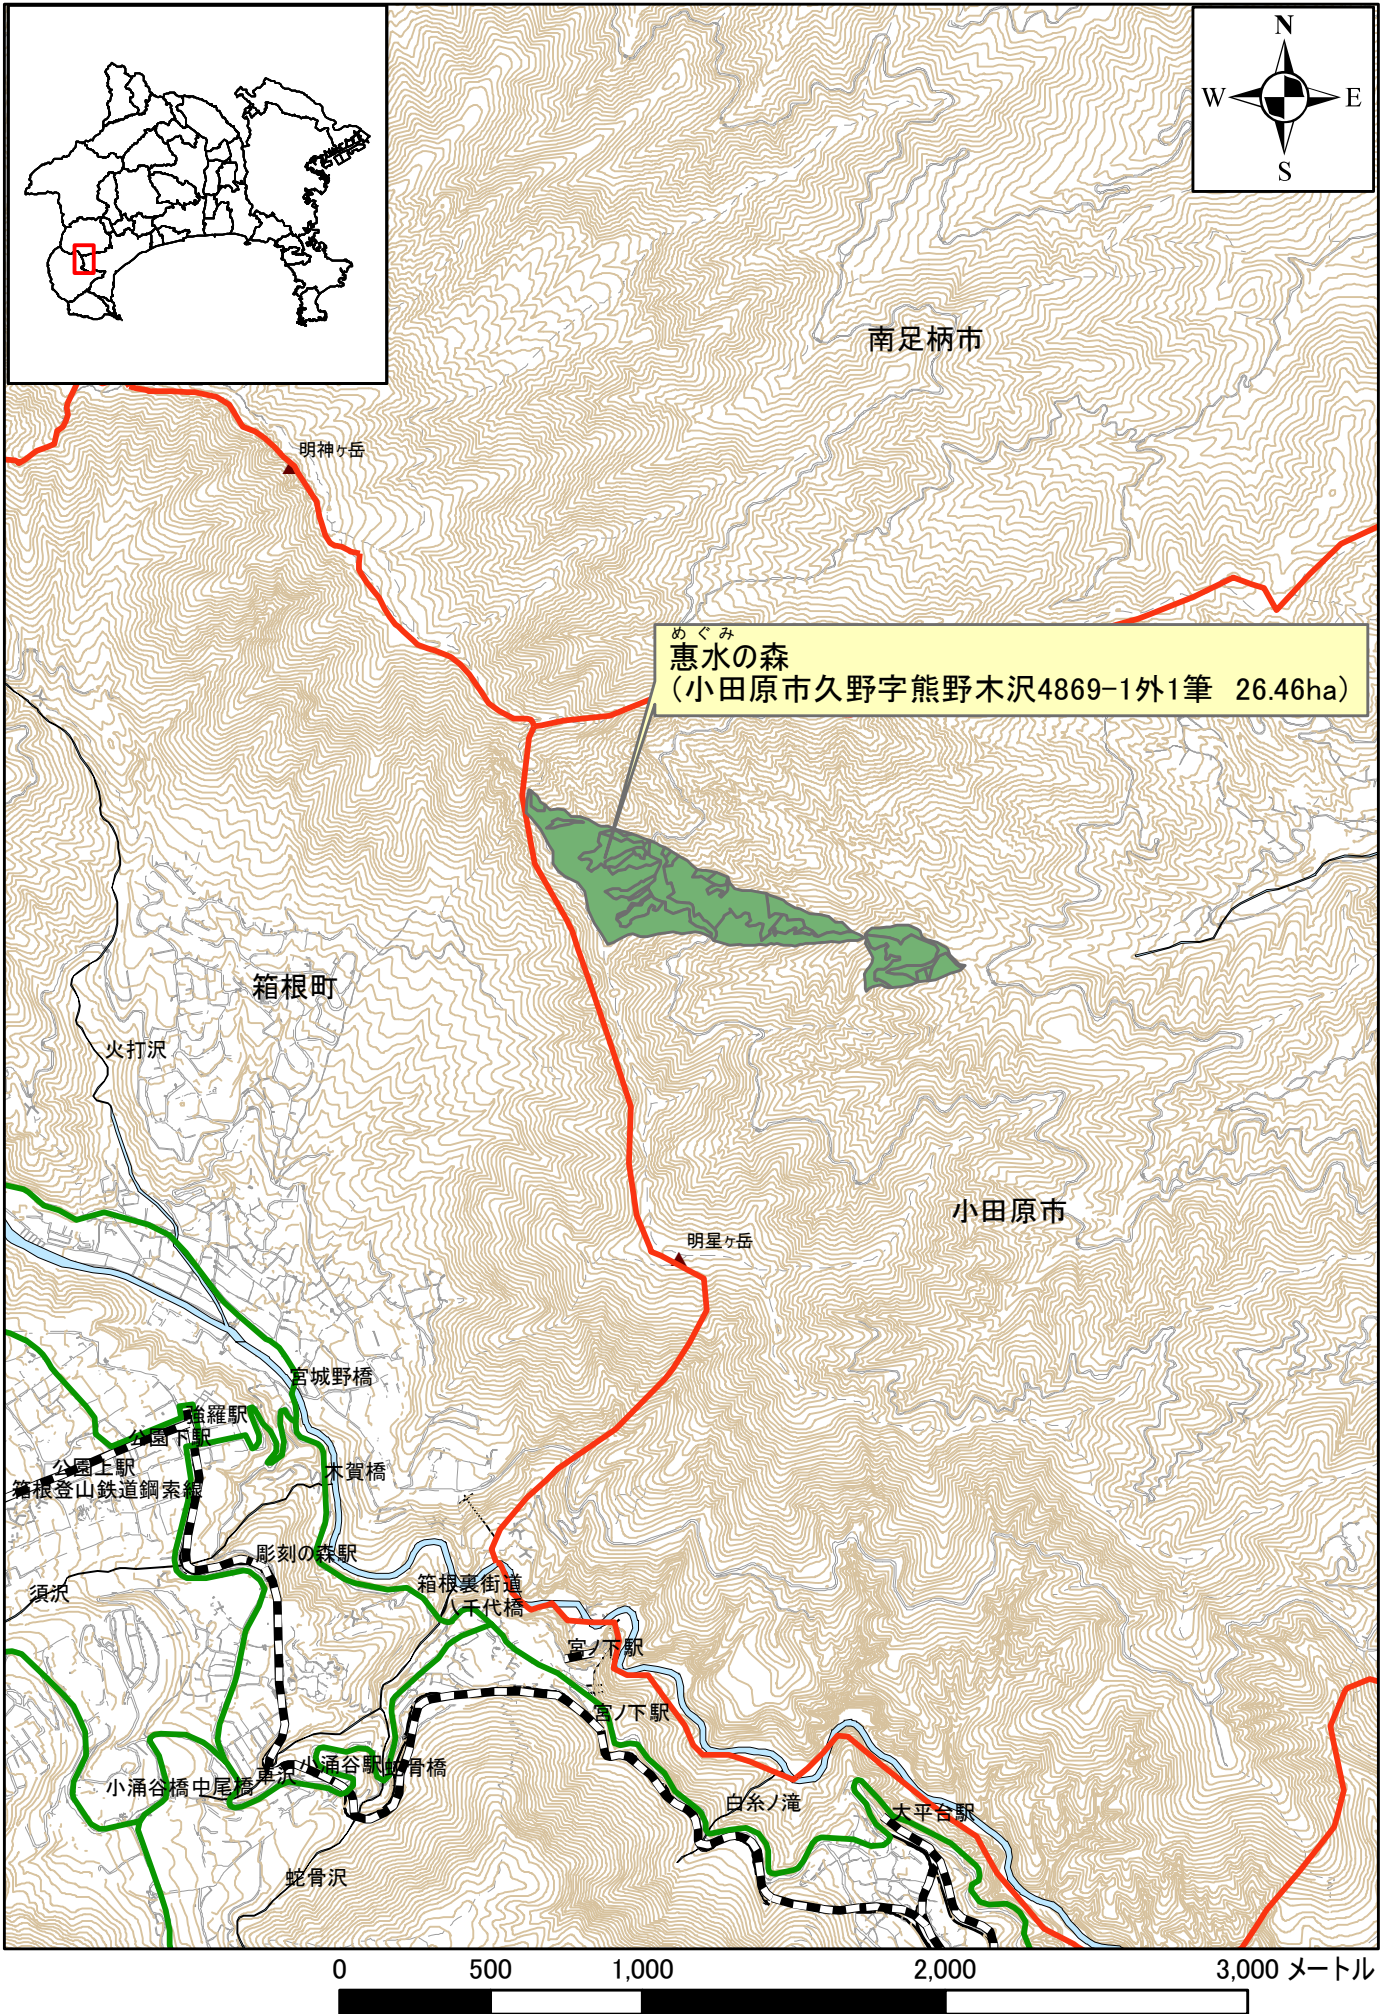 N
W
E
S
南足柄市
明神ヶ岳
めぐみ
恵水の森
（小田原市久野字熊野木沢4869-1外1筆 26.46ha）
箱根町
火打沢
小田原市
明星ヶ岳
宮城野橋
強羅駅
公園下駅
公園上駅
木賀橋
箱根登山鉄道鋼索線
彫刻の森駅
箱根裏街道
須沢
八千代橋
宮ノ下駅
宮ノ下駅
小涌谷駅
蛇骨橋
小涌谷橋
中尾橋
白糸ノ滝
大平台駅
蛇骨沢
0
500
1,000
2,000
3,000 メートル